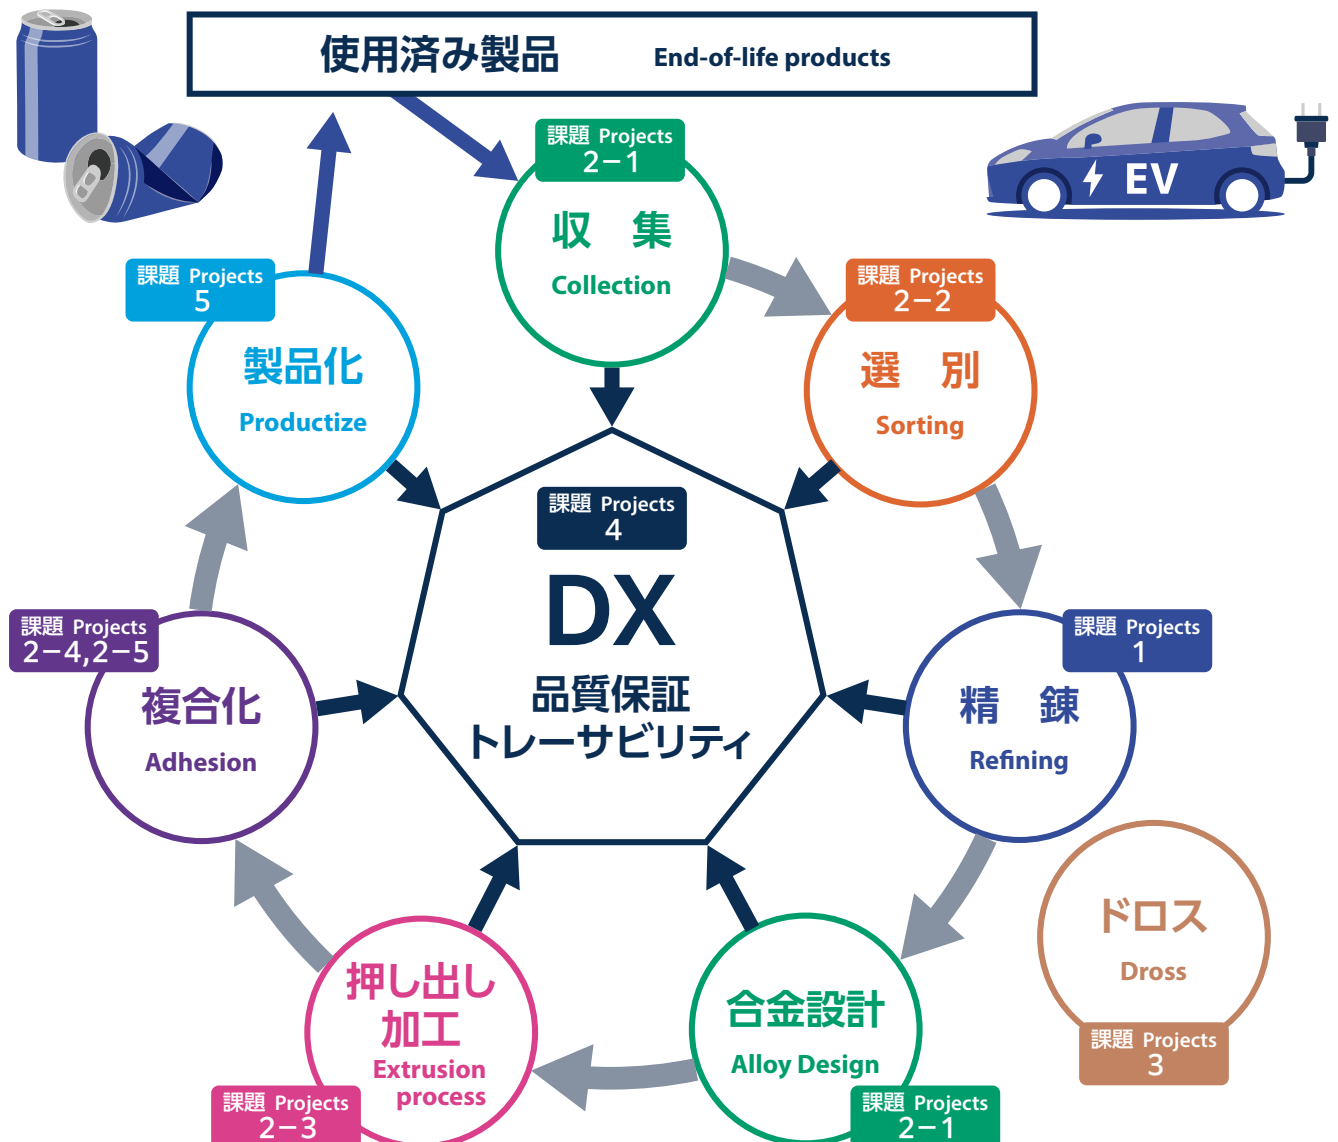 使用済み製品 End-of-life products
課題 Projects
2−1
収 集
Collection
EV
課題 Projects
2−2
選 別
Sorting
課題 Projects
5
製品化
Productize
課題 Projects
4
DX
品質保証
トレーサビリティ
課題 Projects
1
精 錬
Refining
課題 Projects
2−4,2−5
複合化
Adhesion
ドロス
Dross
課題 Projects
3
合金設計
Alloy Design
課題 Projects
2−1
押し出し
加工
Extrusion
process
課題 Projects
2−3